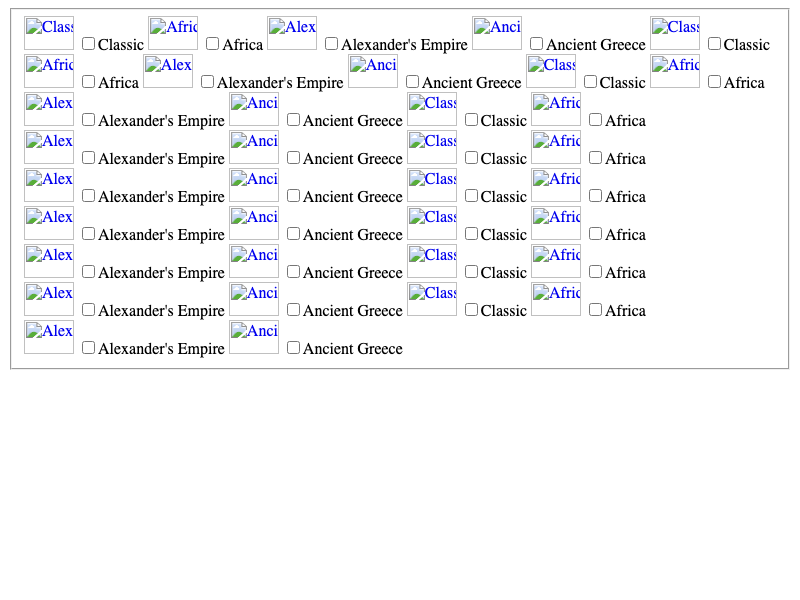 Class Classic Afric Africa Alex Alexander's Empire Anci Ancient Greece Class Classic
Afric Africa Alex Alexander's Empire Anci Ancient Greece Class Classic Afric Africa
Alex Alexander's Empire Anci Ancient Greece Class Classic Afric Africa
Alex Alexander's Empire Anci Ancient Greece Class Classic Afric Africa
Alex Alexander's Empire Anci Ancient Greece Class Classic Afric Africa
Alex Alexander's Empire Anci Ancient Greece Class Classic Afric Africa
Alex Alexander's Empire Anci Ancient Greece Class Classic Afric Africa
Alex Alexander's Empire Anci Ancient Greece Class Classic Afric Africa
Alex Alexander's Empire Anci Ancient Greece